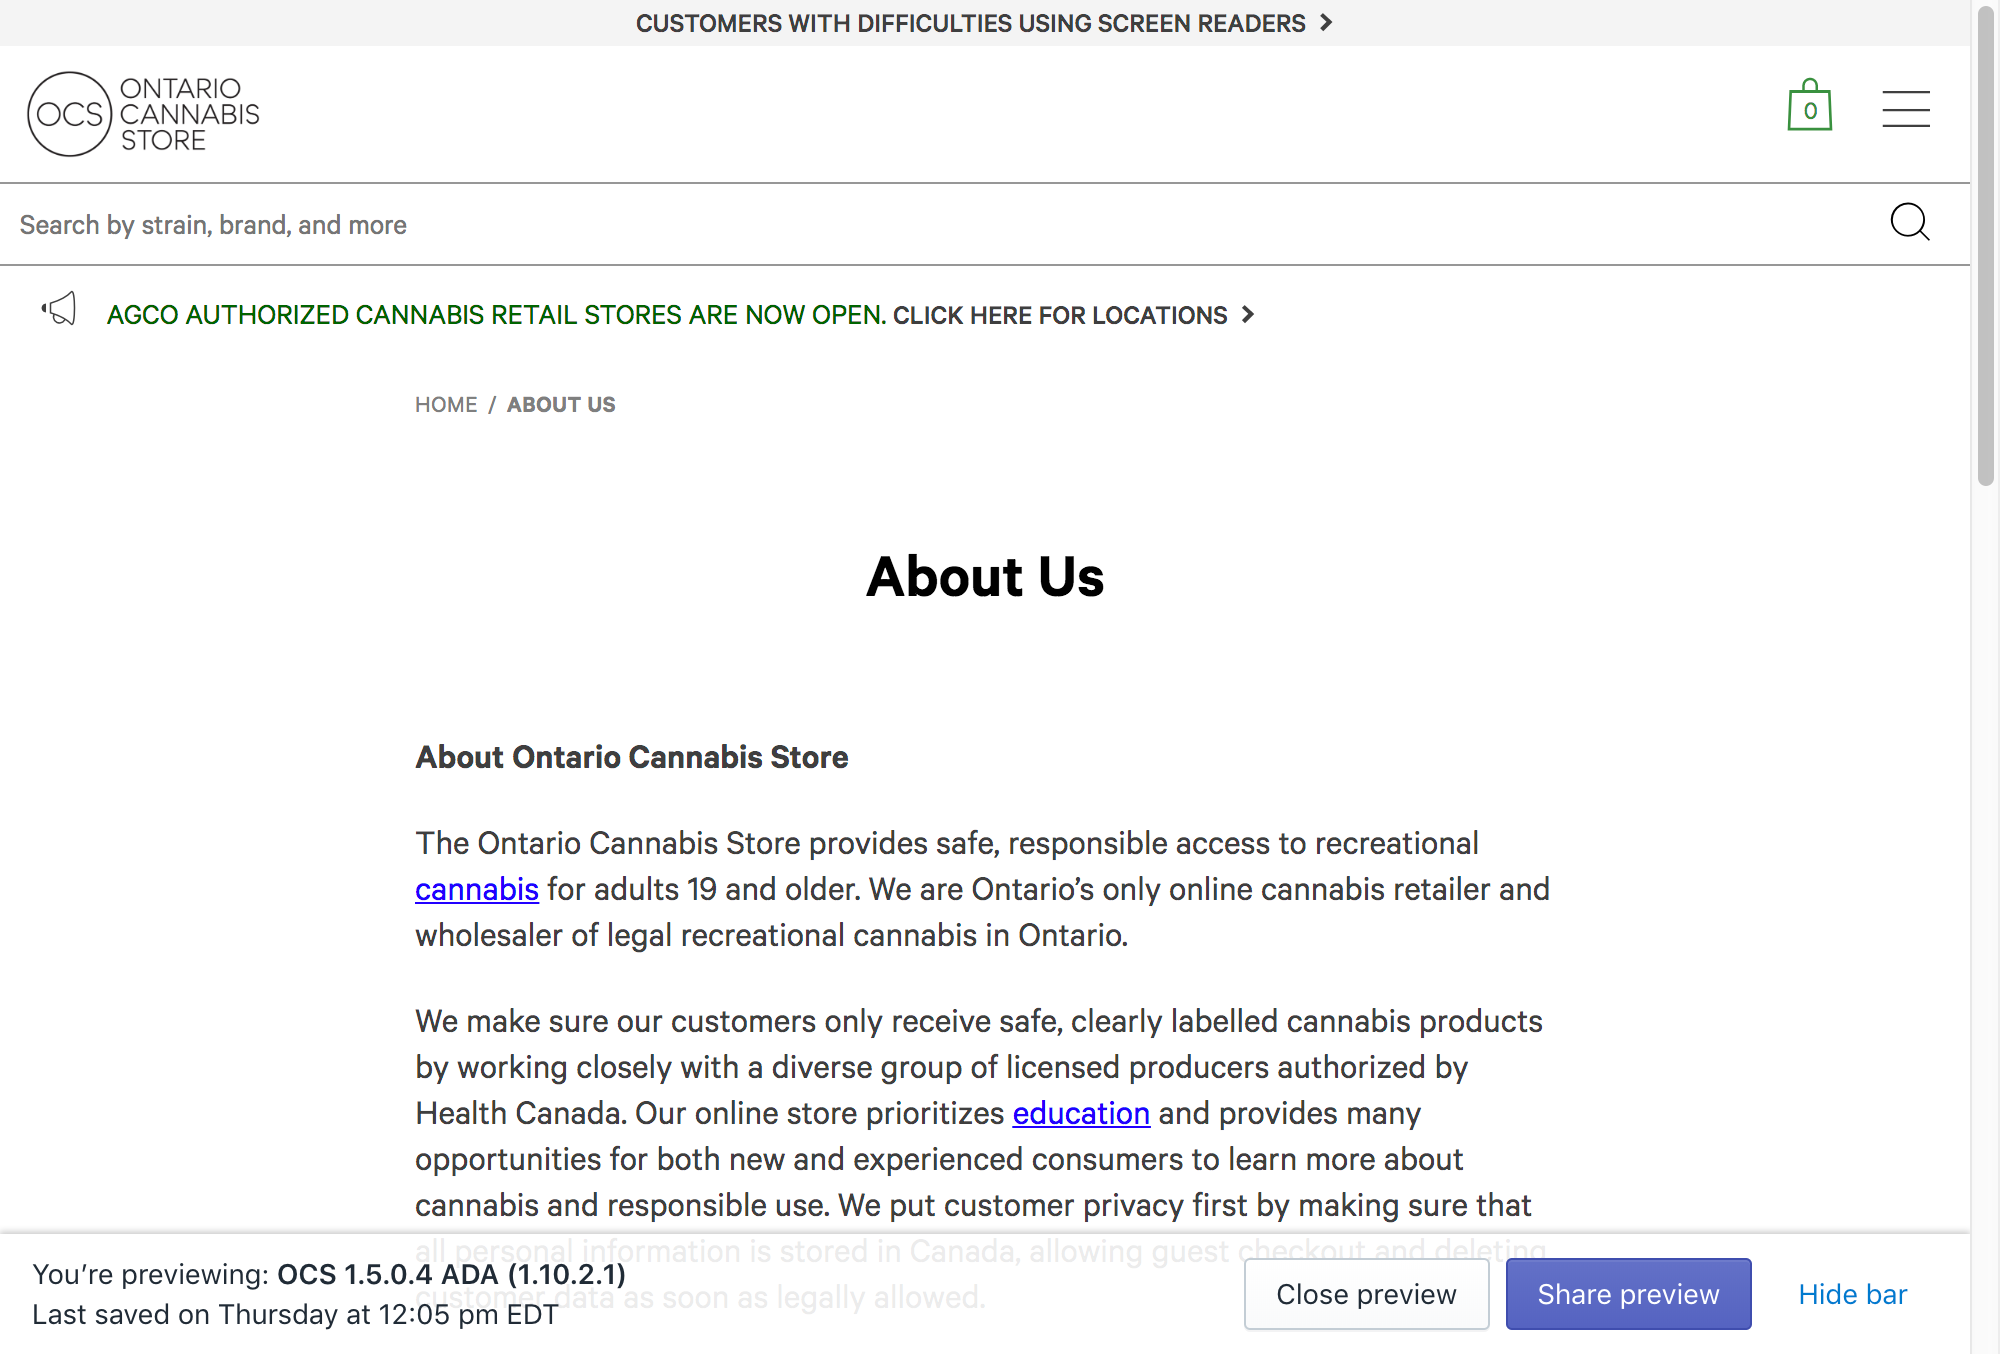 CUSTOMERS WITH DIFFICULTIES USING SCREEN READERS
OCS
ONTARIO
CANNABIS
STORE
0
Search by strain, brand, and more
AGCO AUTHORIZED CANNABIS RETAIL STORES ARE NOW OPEN. CLICK HERE FOR LOCATIONS
HOME / ABOUT US
About Us
About Ontario Cannabis Store
The Ontario Cannabis Store provides safe, responsible access to recreational
cannabis for adults 19 and older. We are Ontario’s only online cannabis retailer and
wholesaler of legal recreational cannabis in Ontario.
We make sure our customers only receive safe, clearly labelled cannabis products
by working closely with a diverse group of licensed producers authorized by
Health Canada. Our online store prioritizes education and provides many
opportunities for both new and experienced consumers to learn more about
cannabis and responsible use. We put customer privacy first by making sure that
all personal information is stored in Canada, allowing guest checkout and deleting
customer data as soon as legally allowed.
You’re previewing: OCS 1.5.0.4 ADA (1.10.2.1)
Last saved on Thursday at 12:05 pm EDT
Close preview
Share preview
Hide bar